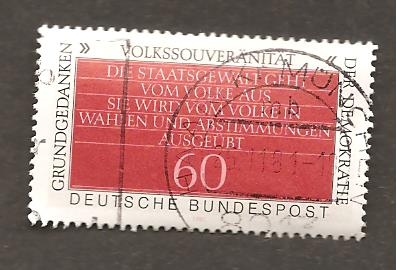 GRUNDGEDANKEN
» VOLKSSOUVERÄNITÄT «
DER DEMOKRATIE
DIE STAATSGEWALT GEHT
VOM VOLKE AUS
SIE WIRD VOM VOLKE IN
WAHLEN UND ABSTIMMUNGEN
AUSGEÜBT
60
DEUTSCHE BUNDESPOST
MÜNCHEN